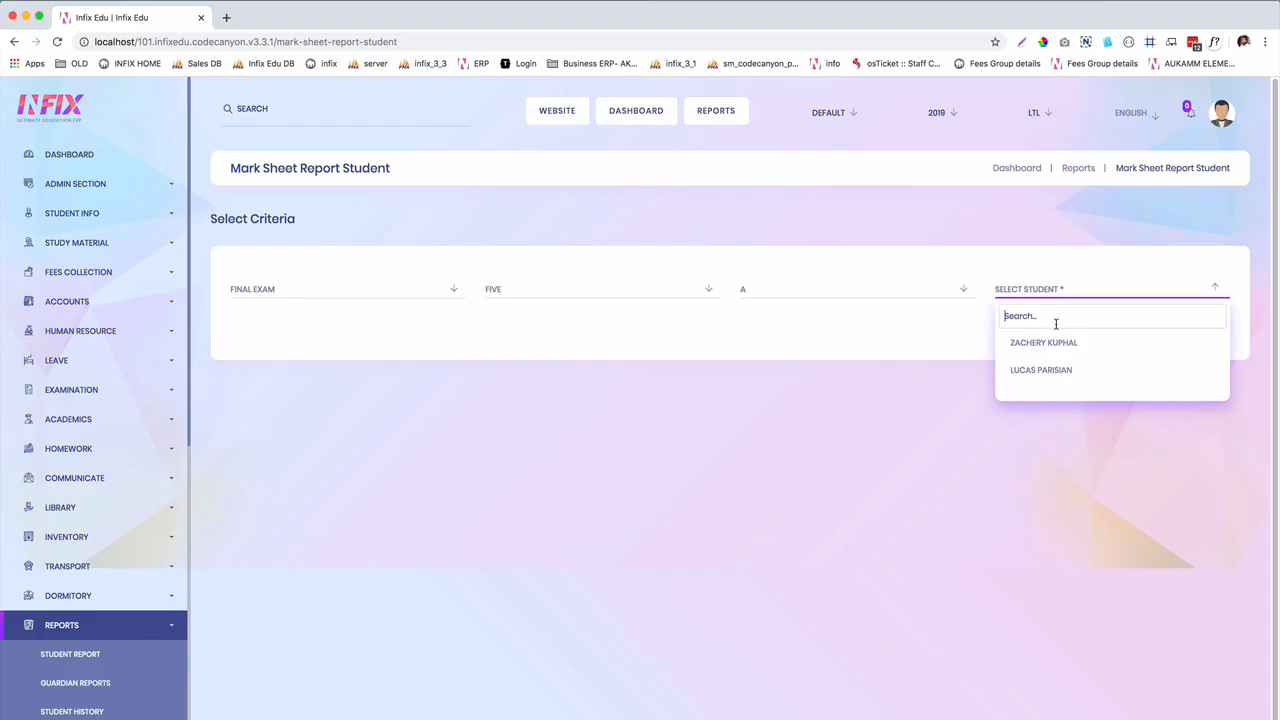 Infix Edu | Infix Edu
localhost/101.infixedu.codecanyon.v3.3.1/mark-sheet-report-student
12
Apps OLD INFIX HOME Sales DB Infix Edu DB infix server infix_3_3 ERP Login Business ERP- AK... infix_3_1 sm_codecanyon_p... info osTicket :: Staff C... Fees Group details Fees Group details AUKAMM ELEME...
INFIX
ULTIMATE EDUCATION ERP
SEARCH
WEBSITE DASHBOARD REPORTS DEFAULT 2019 LTL ENGLISH 0
Mark Sheet Report Student
Dashboard | Reports | Mark Sheet Report Student
Select Criteria
FINAL EXAM FIVE A SELECT STUDENT *
Search...
ZACHERY KUPHAL
LUCAS PARISIAN
DASHBOARD
ADMIN SECTION
STUDENT INFO
STUDY MATERIAL
FEES COLLECTION
ACCOUNTS
HUMAN RESOURCE
LEAVE
EXAMINATION
ACADEMICS
HOMEWORK
COMMUNICATE
LIBRARY
INVENTORY
TRANSPORT
DORMITORY
REPORTS
STUDENT REPORT
GUARDIAN REPORTS
STUDENT HISTORY